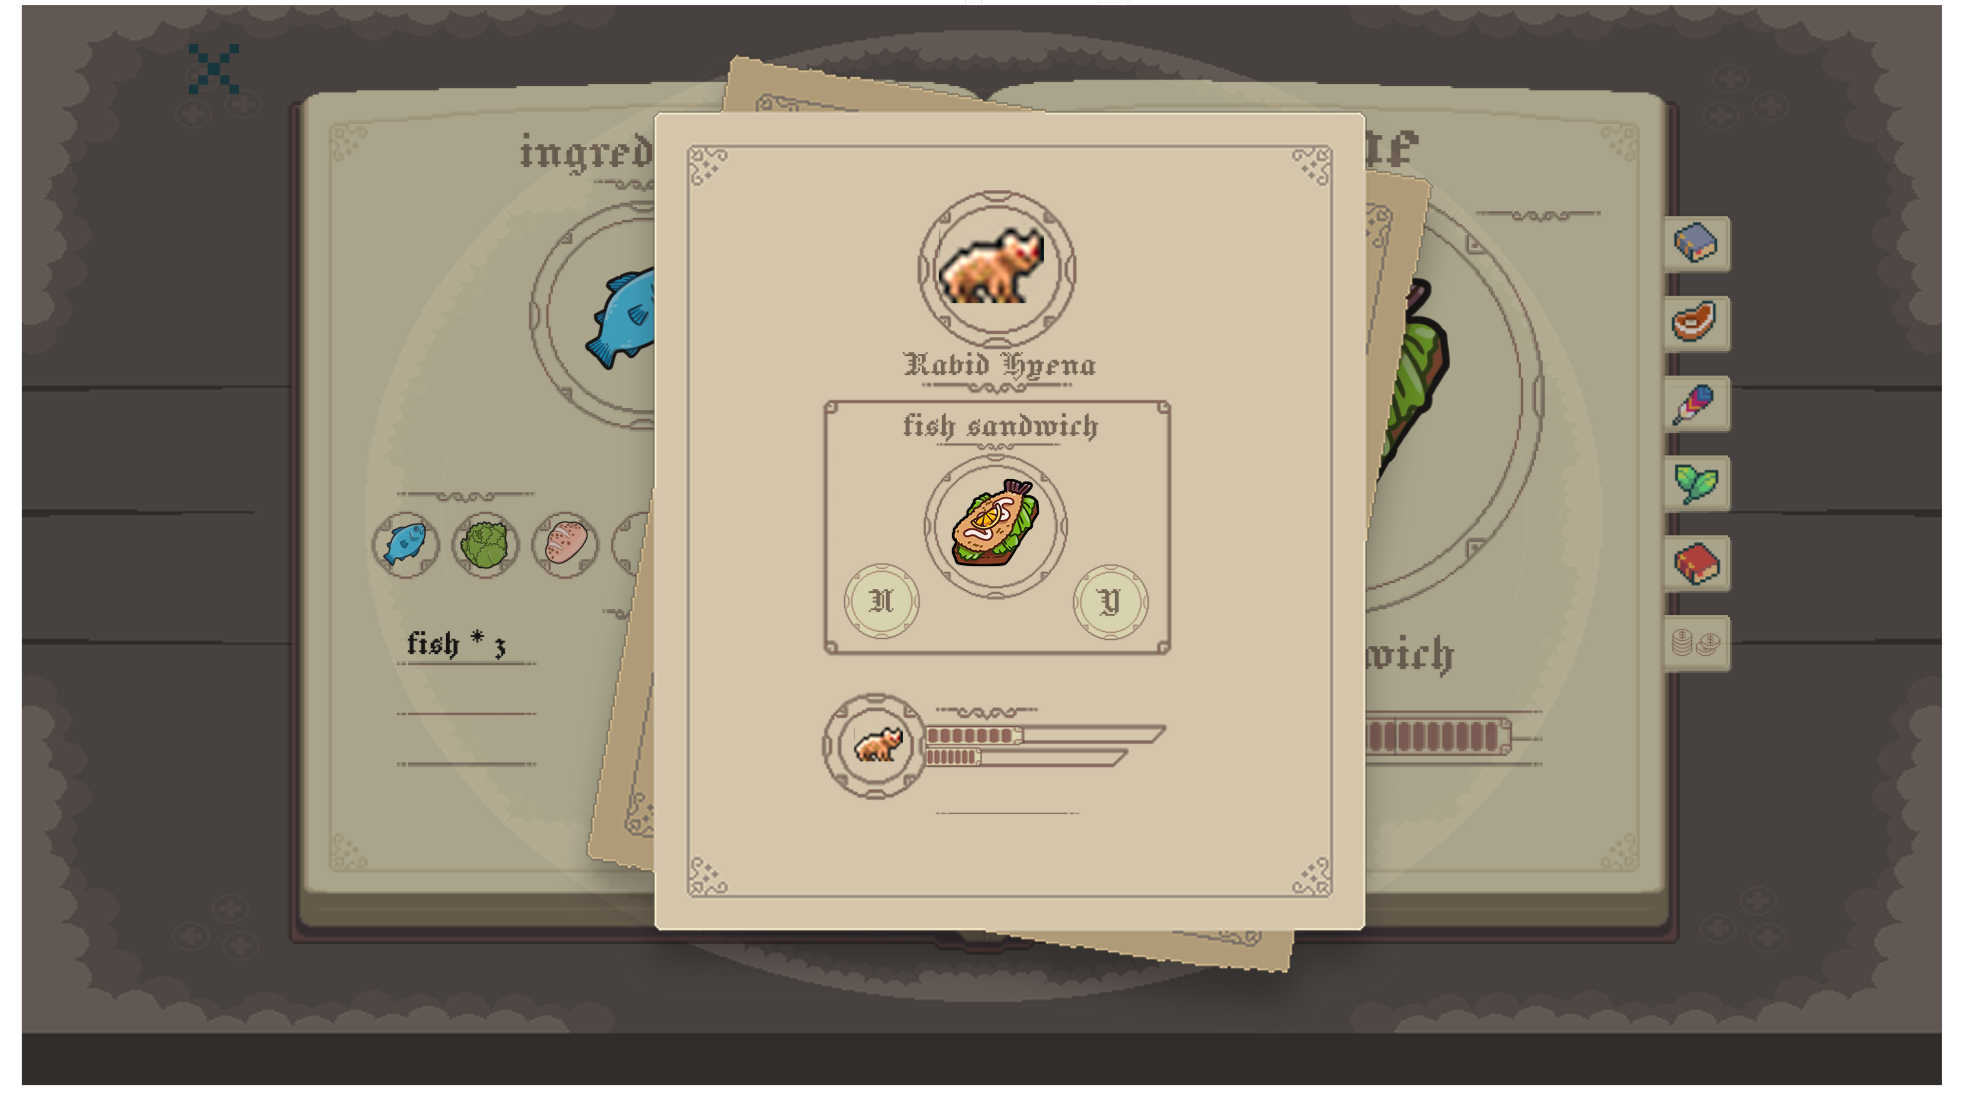 ingred
Rabid Hyena
fish sandwich
N
Y
fish * 3
wich